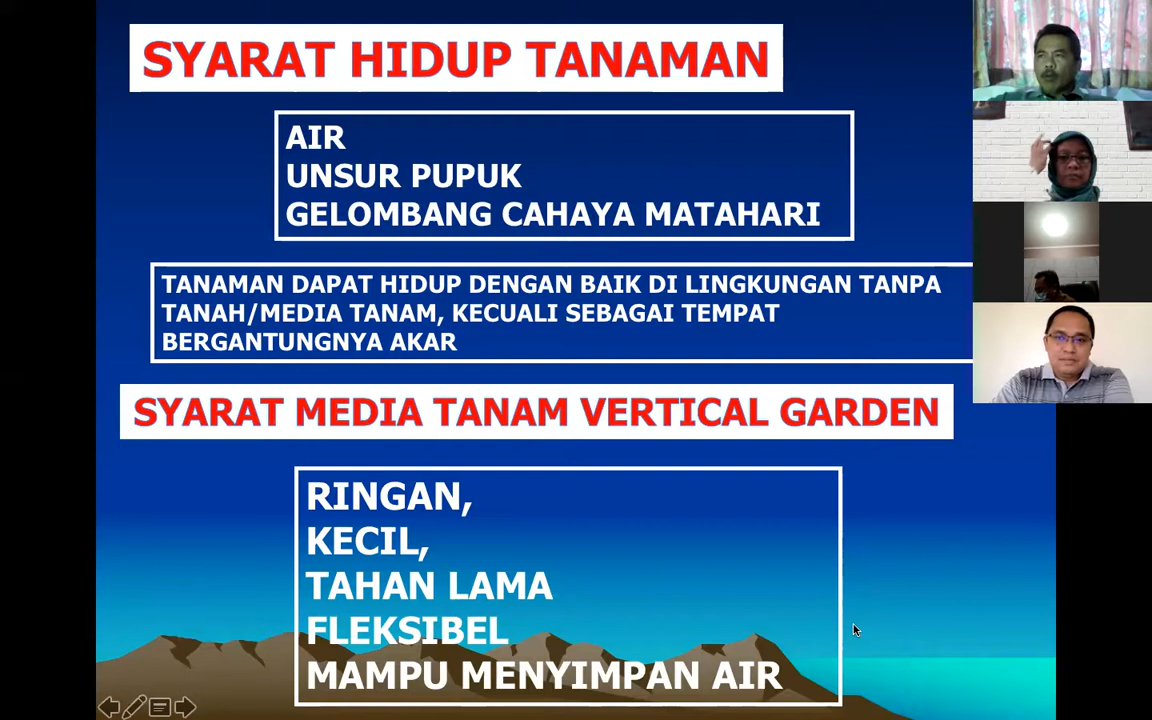 SYARAT HIDUP TANAMAN
AIR
UNSUR PUPUK
GELOMBANG CAHAYA MATAHARI
TANAMAN DAPAT HIDUP DENGAN BAIK DI LINGKUNGAN TANPA
TANAH/MEDIA TANAM, KECUALI SEBAGAI TEMPAT
BERGANTUNGNYA AKAR
SYARAT MEDIA TANAM VERTICAL GARDEN
RINGAN,
KECIL,
TAHAN LAMA
FLEKSIBEL
MAMPU MENYIMPAN AIR